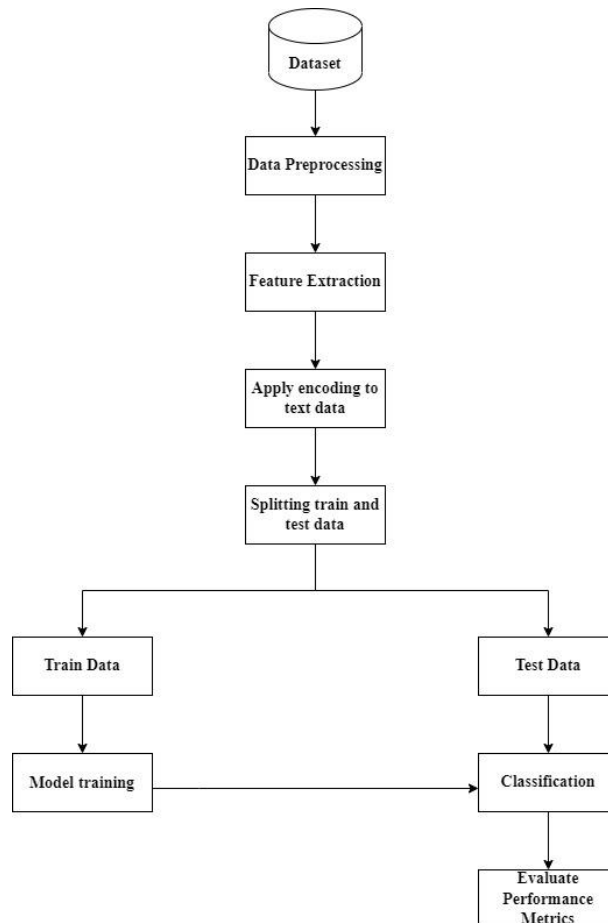 Dataset
Data Preprocessing
Feature Extraction
Apply encoding to
text data
Splitting train and
test data
Train Data
Test Data
Model training
Classification
Evaluate
Performance
Metrics